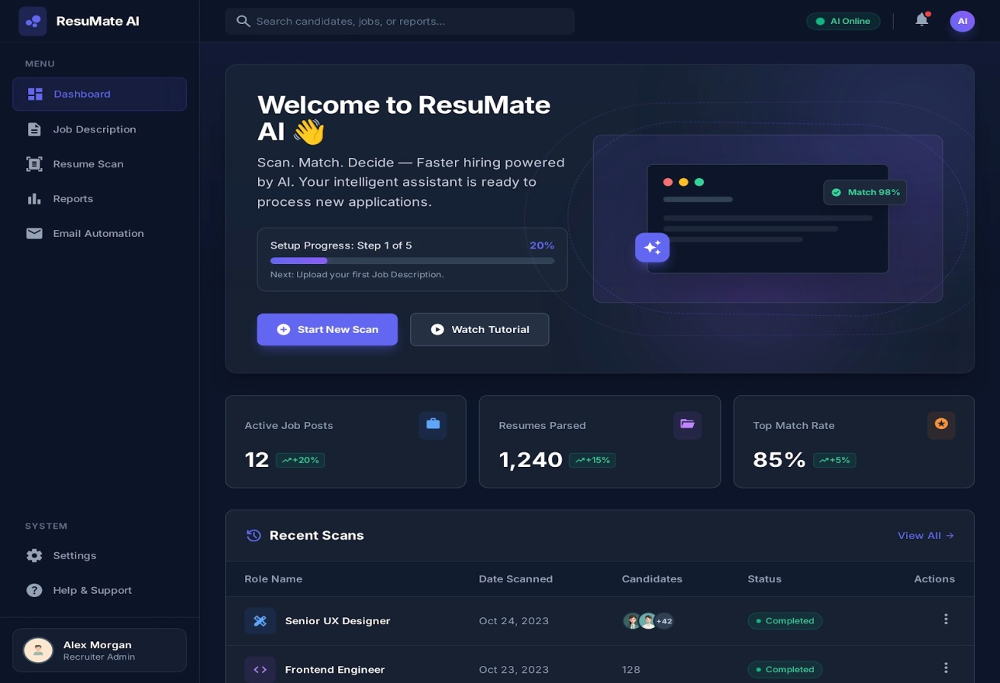 ResuMate AI
Search candidates, jobs, or reports...
AI Online
AI
MENU
Dashboard
Job Description
Resume Scan
Reports
Email Automation
SYSTEM
Settings
Help & Support
Alex Morgan
Recruiter Admin
Welcome to ResuMate
AI 👋
Scan. Match. Decide — Faster hiring powered
by AI. Your intelligent assistant is ready to
process new applications.
Setup Progress: Step 1 of 5 20%
Next: Upload your first Job Description.
Start New Scan
Watch Tutorial
Match 98%
Active Job Posts
12 +20%
Resumes Parsed
1,240 +15%
Top Match Rate
85% +5%
Recent Scans
View All →
Role Name Date Scanned Candidates Status Actions
Senior UX Designer Oct 24, 2023 +42 Completed
Frontend Engineer Oct 23, 2023 128 Completed